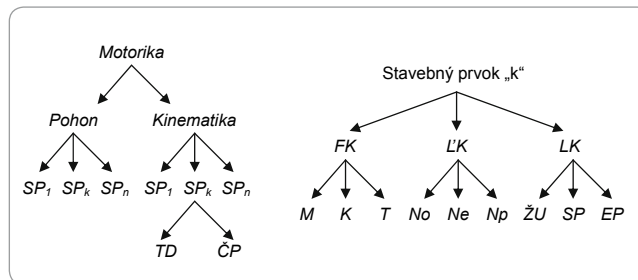 Motorika
Pohon Kinematika
SP1 SPk SPn SP1 SPk SPn
TD ČP
Stavebný prvok „k“
FK ĽK LK
M K T No Ne Np ŽU SP EP